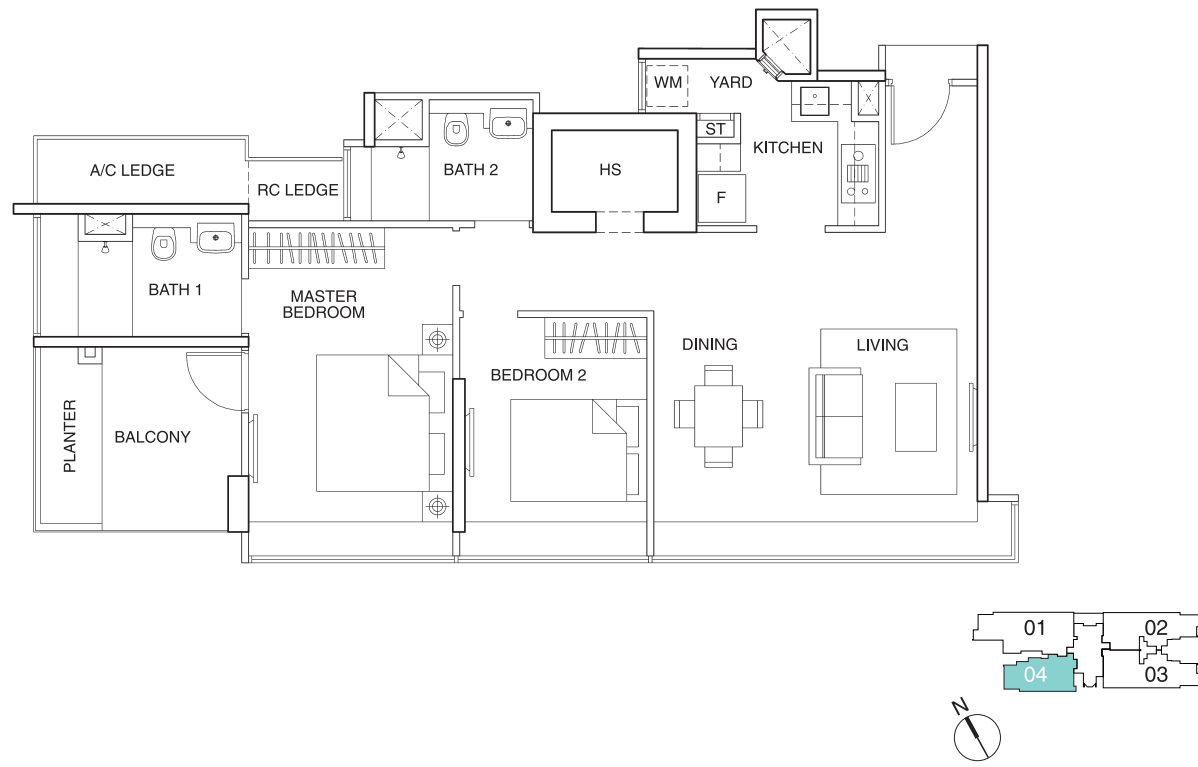 WM
YARD
ST
KITCHEN
F
HS
BATH 2
A/C LEDGE
RC LEDGE
BATH 1
MASTER
BEDROOM
BEDROOM 2
DINING
LIVING
PLANTER
BALCONY
01
02
04
03
N